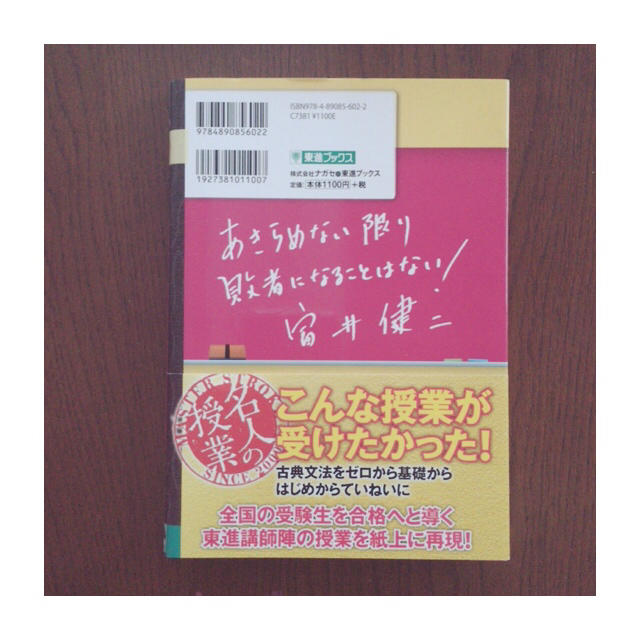 ISBN978-4-89085-602-2
C7381 ¥1100E
9784890856022
東進ブックス
株式会社ナガセ 東進ブックス
定価:本体1100円+税
1927381011007
あきらめない限り
敗者になることはない!
富井健二
名人の
授業
SINCE 200
こんな授業が
受けたかった!
古典文法をゼロから基礎から
はじめからていねいに
全国の受験生を合格へと導く
東進講師陣の授業を紙上に再現!